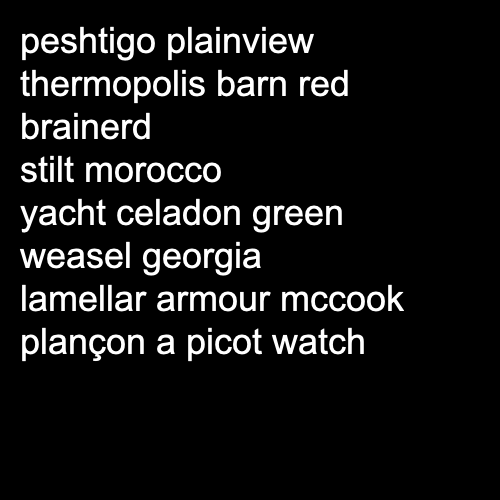 peshtigo plainview
thermopolis barn red
brainerd
stilt morocco
yacht celadon green
weasel georgia
lamellar armour mccook
plançon a picot watch